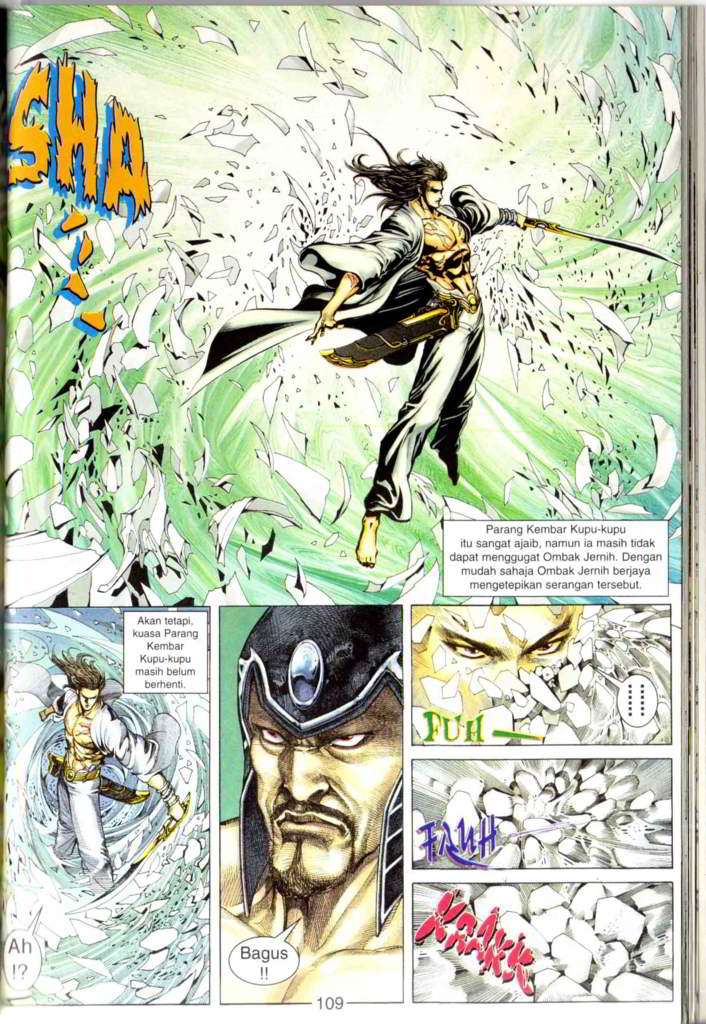 SHA
Parang Kembar Kupu-kupu
itu sangat ajaib, namun ia masih tidak
dapat menggugat Ombak Jernih. Dengan
mudah sahaja Ombak Jernih berjaya
mengetepikan serangan tersebut.
Akan tetapi,
kuasa Parang
Kembar
Kupu-kupu
masih belum
berhenti.
Ah
!?
Bagus
!!
FUH
FAUH
KRAKK
109